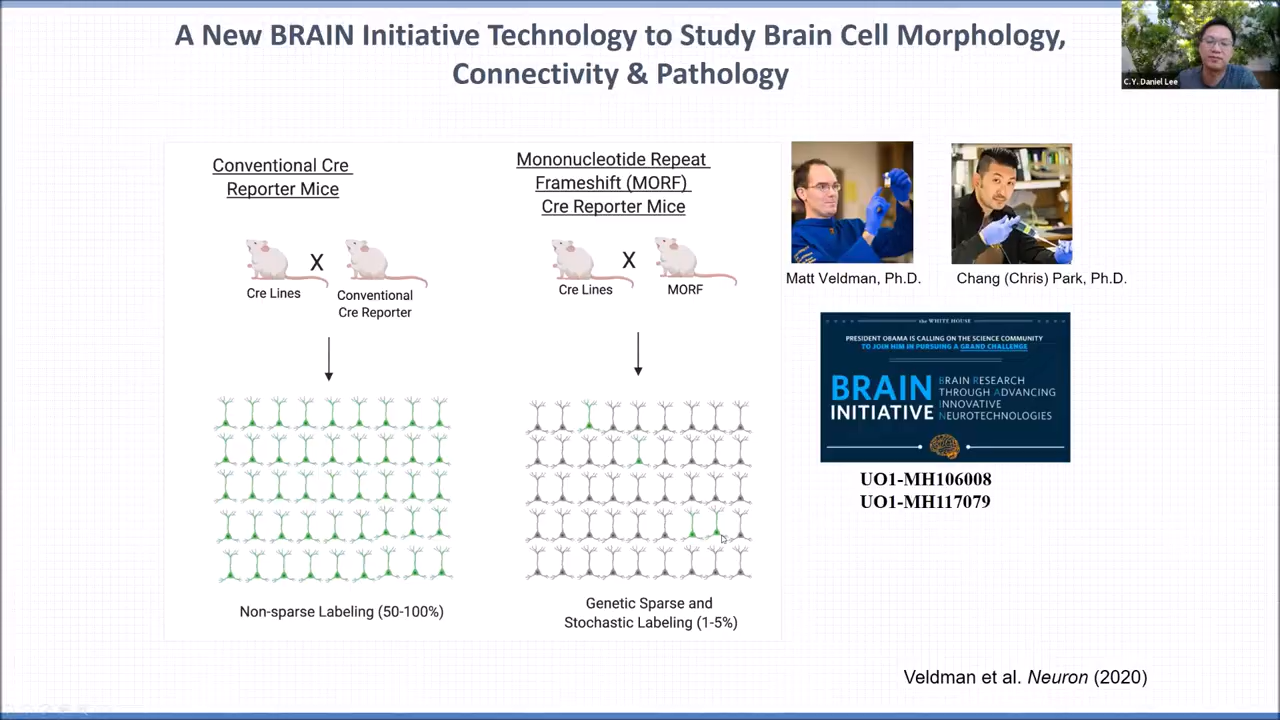 A New BRAIN Initiative Technology to Study Brain Cell Morphology,
Connectivity & Pathology
C.Y. Daniel Lee
Conventional Cre
Reporter Mice
X
Cre Lines
Conventional
Cre Reporter
Non-sparse Labeling (50-100%)
Mononucleotide Repeat
Frameshift (MORF)
Cre Reporter Mice
X
Cre Lines
MORF
Genetic Sparse and
Stochastic Labeling (1-5%)
Matt Veldman, Ph.D.
Chang (Chris) Park, Ph.D.
the WHITE HOUSE
PRESIDENT OBAMA IS CALLING ON THE SCIENCE COMMUNITY
TO JOIN HIM IN PURSUING A GRAND CHALLENGE
BRAIN
INITIATIVE
BRAIN RESEARCH
THROUGH ADVANCING
INNOVATIVE
NEUROTECHNOLOGIES
UO1-MH106008
UO1-MH117079
Veldman et al. Neuron (2020)